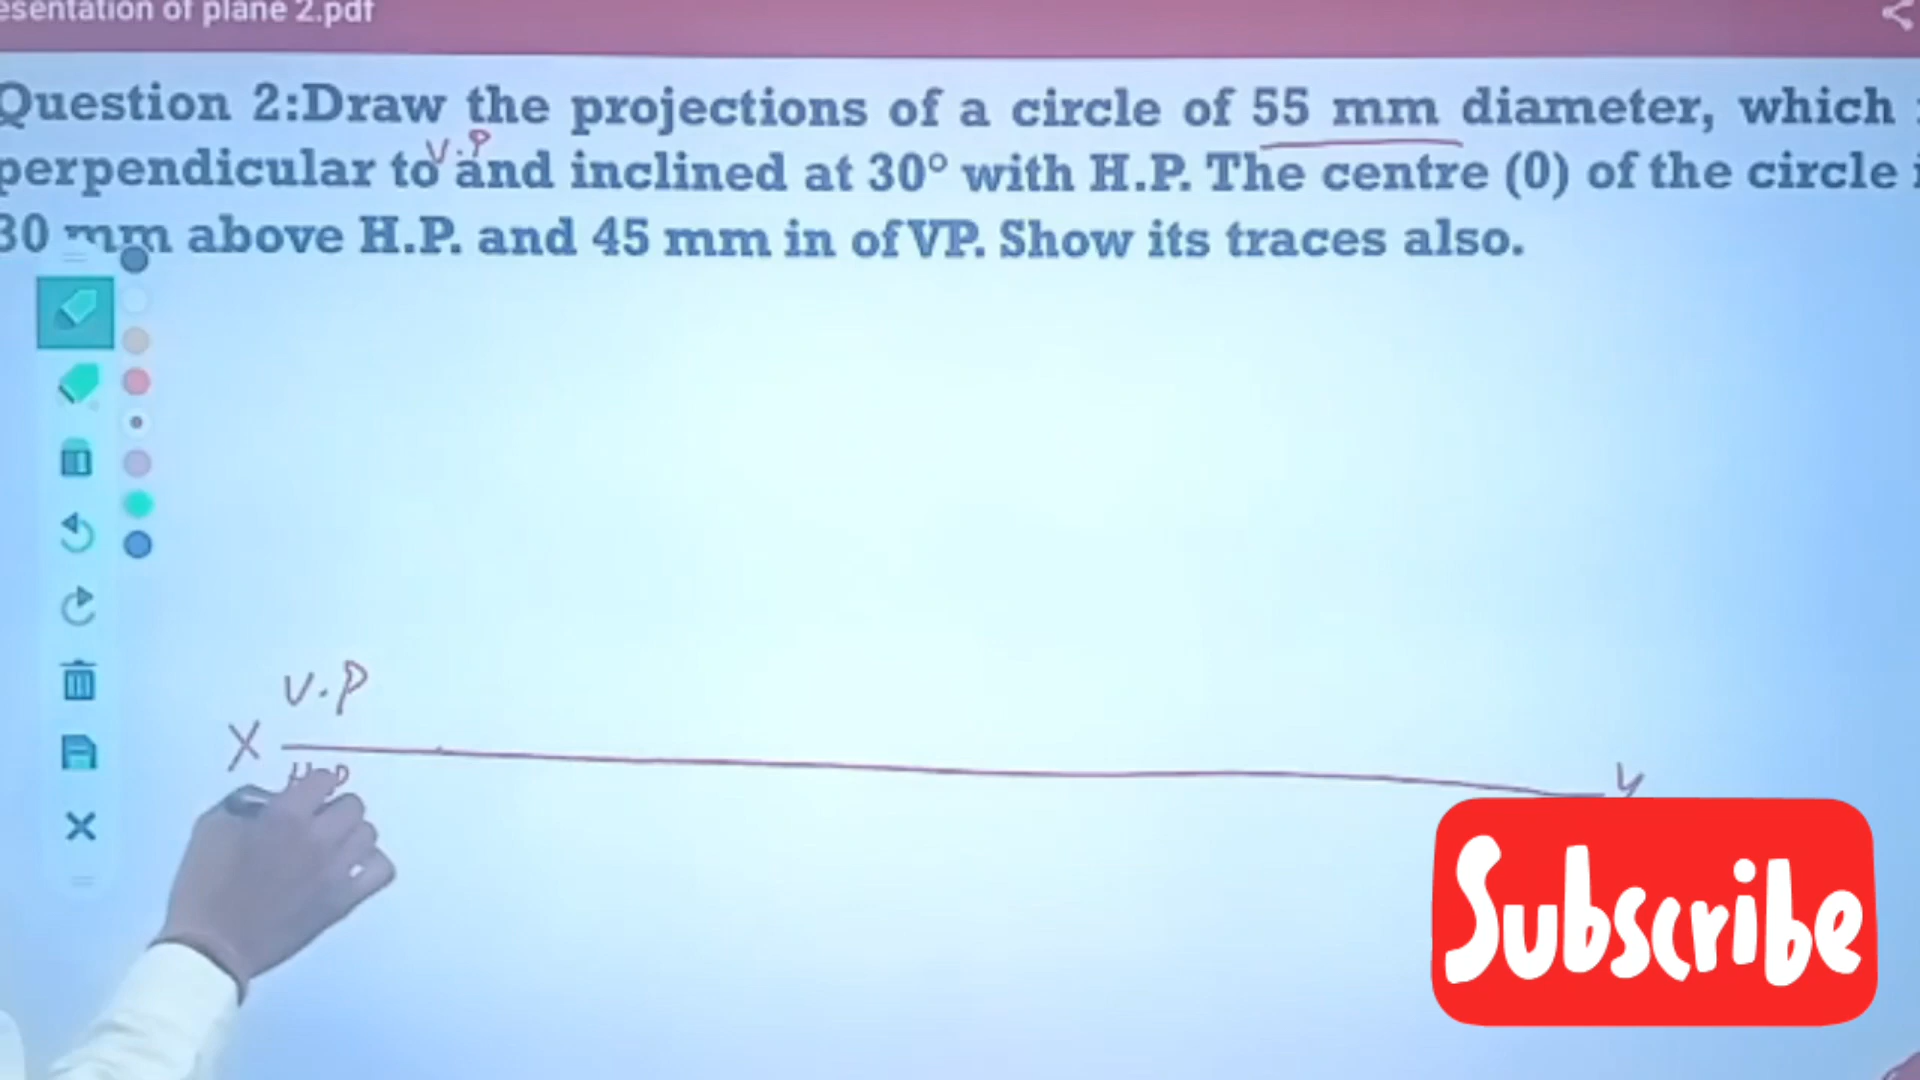 esentation of plane 2.pdf
Question 2:Draw the projections of a circle of 55 mm diameter, which
V.P
perpendicular to and inclined at 30° with H.P. The centre (0) of the circle
30 mm above H.P. and 45 mm in of VP. Show its traces also.
V.P
X
H.P
y
Subscribe